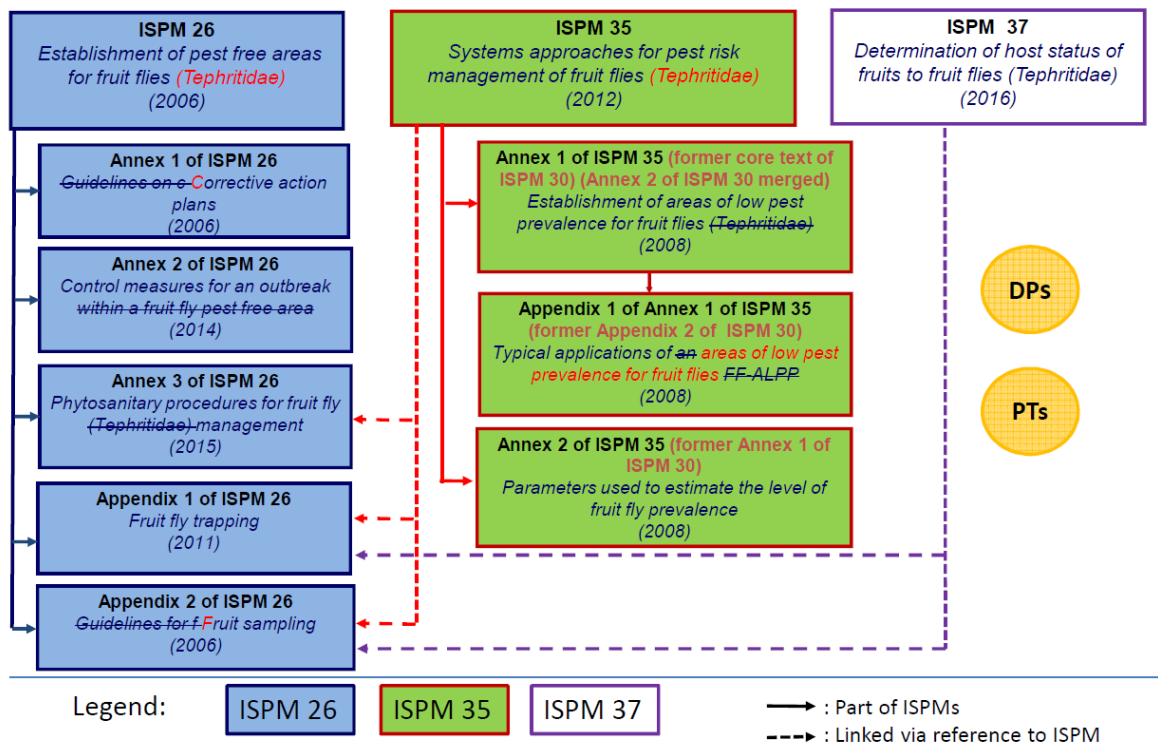 ISPM 26
Establishment of pest free areas
for fruit flies (Tephritidae)
(2006)
Annex 1 of ISPM 26
Guidelines on c Corrective action
plans
(2006)
Annex 2 of ISPM 26
Control measures for an outbreak
within a fruit fly pest free area
(2014)
Annex 3 of ISPM 26
Phytosanitary procedures for fruit fly
(Tephritidae) management
(2015)
Appendix 1 of ISPM 26
Fruit fly trapping
(2011)
Appendix 2 of ISPM 26
Guidelines for f Fruit sampling
(2006)
ISPM 35
Systems approaches for pest risk
management of fruit flies (Tephritidae)
(2012)
Annex 1 of ISPM 35 (former core text of
ISPM 30) (Annex 2 of ISPM 30 merged)
Establishment of areas of low pest
prevalence for fruit flies (Tephritidae)
(2008)
Appendix 1 of Annex 1 of ISPM 35
(former Appendix 2 of ISPM 30)
Typical applications of an areas of low pest
prevalence for fruit flies FF-ALPP
(2008)
Annex 2 of ISPM 35 (former Annex 1 of
ISPM 30)
Parameters used to estimate the level of
fruit fly prevalence
(2008)
ISPM 37
Determination of host status of
fruits to fruit flies (Tephritidae)
(2016)
DPs
PTs
Legend:
ISPM 26
ISPM 35
ISPM 37
: Part of ISPMs
: Linked via reference to ISPM